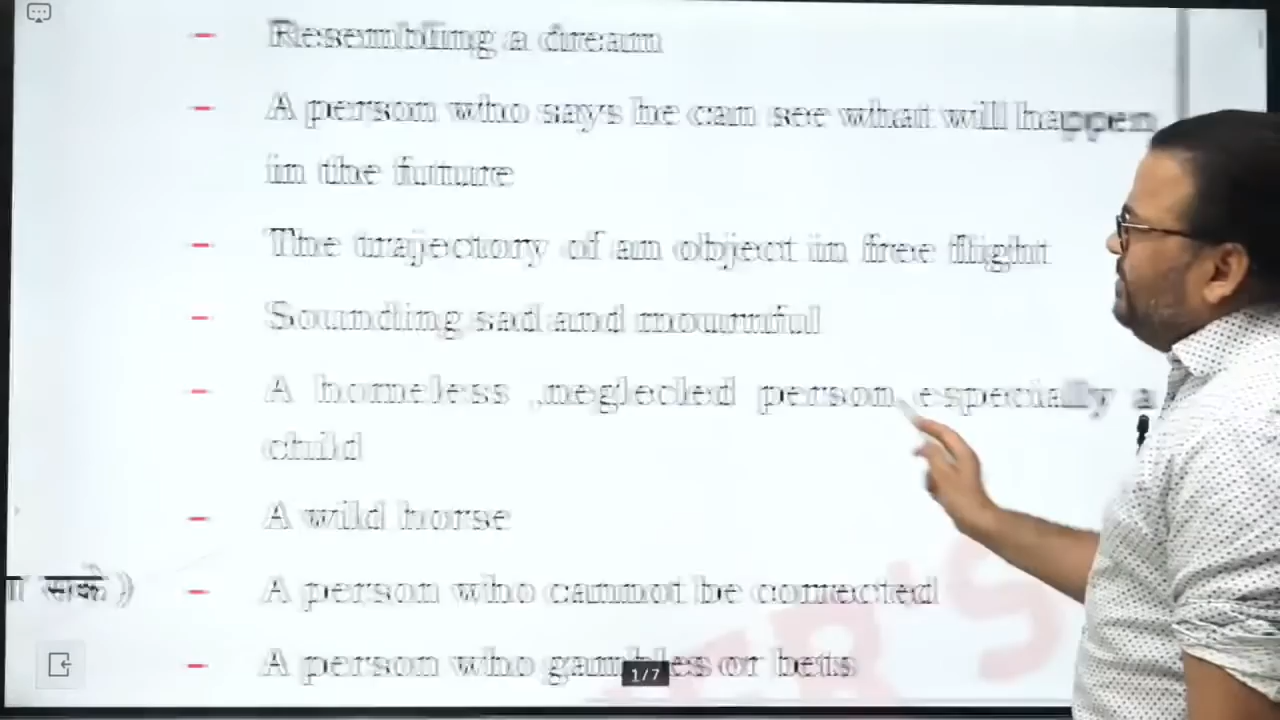 Resembling a dream
A person who says he can see what will happen
in the future
The trajectory of an object in free flight
Sounding sad and mournful
A homeless ,neglected person especially a
child
A wild horse
साके )
A person who cannot be corrected
A person who gambles or bets
1/7